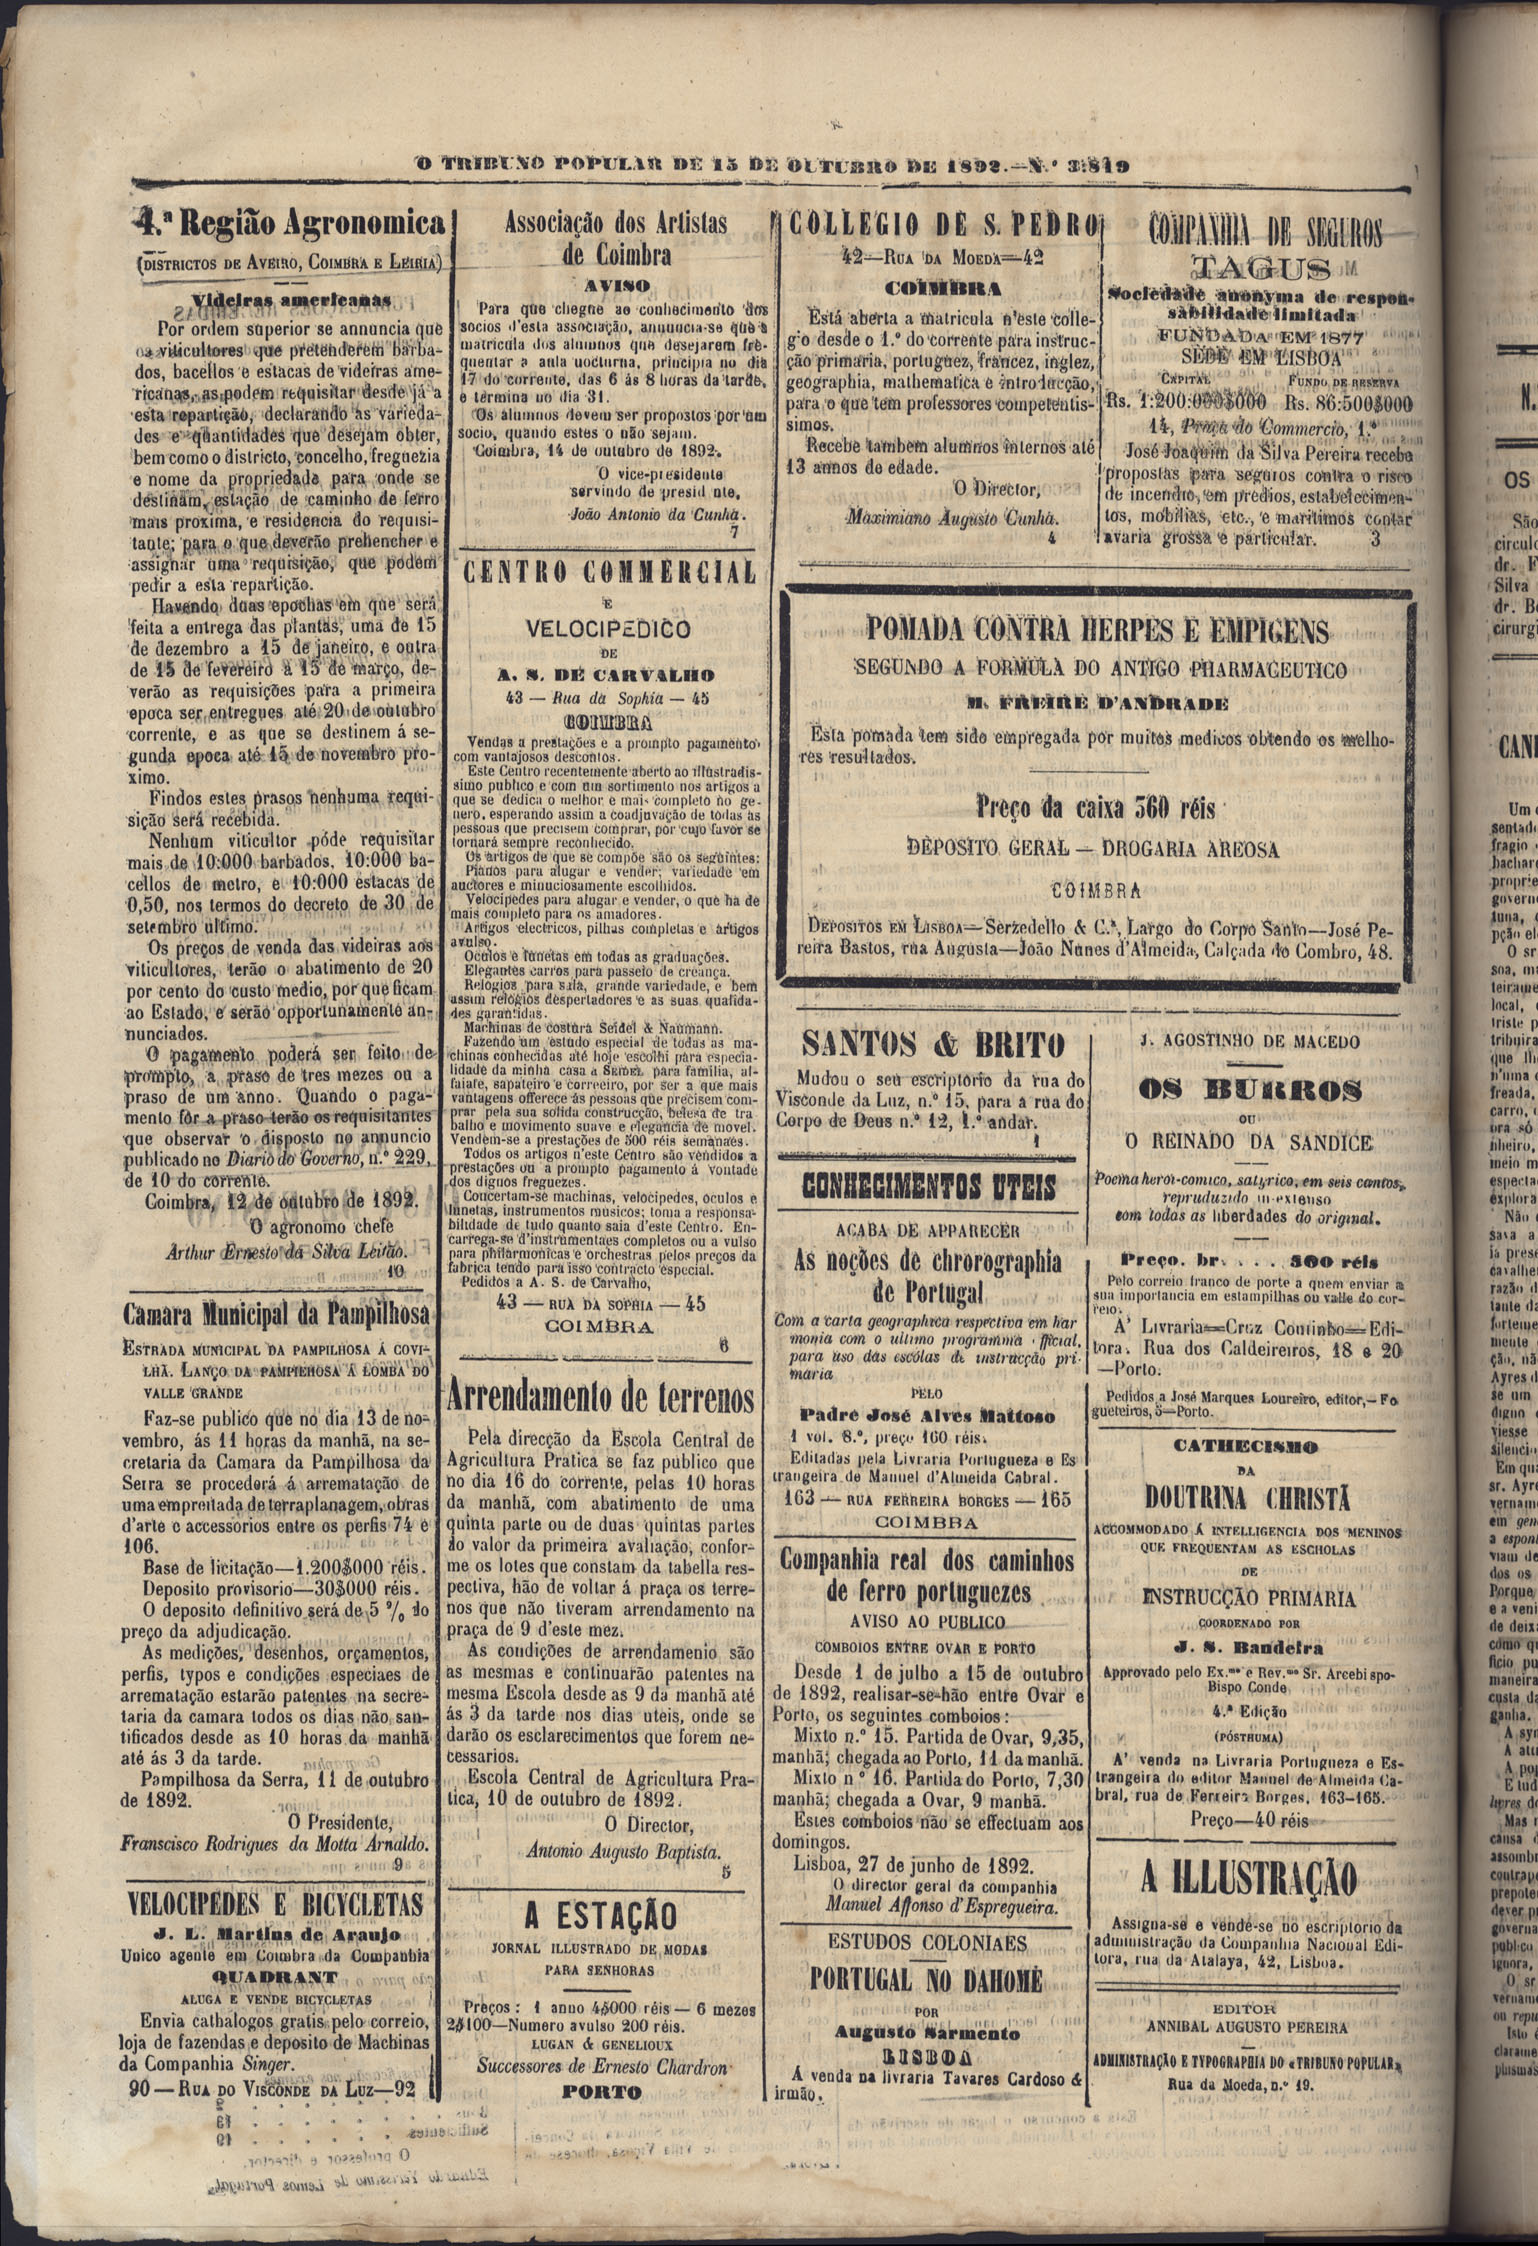 O TRIBUNO POPULAR DE 15 DE OUTUBRO DE 1892.—N.º 3:819
4.ª Região Agronomica
(DISTRICTOS DE AVEIRO, COIMBRA E LEIRIA)
Videiras americanas
Por ordem superior se annuncia que
os viticultores que pretenderem barba-
dos, bacellos e estacas de videiras ame-
ricanas, as podem requisitar desde já a
esta repartição, declarando as varieda-
des e quantidades que desejam obter,
bem como o districto, concelho, freguezia
e nome da propriedade para onde se
destinam, estação de caminho de ferro
mais proxima, e residencia do requisi-
tante; para o que deverão prehencher e
assignar uma requisição, que podem
pedir a esta repartição.
Havendo duas epochas em que será
feita a entrega das plantas, uma de 15
de dezembro a 15 de janeiro, e outra
de 15 de fevereiro a 15 de março, de-
verão as requisições para a primeira
epoca ser entregues até 20 de outubro
corrente, e as que se destinem á se-
gunda epoca até 15 de novembro pro-
ximo.
Findos estes prasos nenhuma requi-
sição será recebida.
Nenhum viticultor póde requisitar
mais de 10:000 barbados, 10:000 ba-
cellos de metro, e 10:000 estacas de
0,50, nos termos do decreto de 30 de
setembro ultimo.
Os preços de venda das videiras aos
viticultores, terão o abatimento de 20
por cento do custo medio, por que ficam
ao Estado, e serão opportunamente an-
nunciados.
O pagamento poderá ser feito de
prompto, a praso de tres mezes ou a
praso de um anno. Quando o paga-
mento fôr a praso terão os requisitantes
que observar o disposto no annuncio
publicado no Diario do Governo, n.º 229,
de 10 do corrente.
Coimbra, 12 de outubro de 1892.
O agronomo chefe
Arthur Ernesto da Silva Leitão.
10
Camara Municipal da Pampilhosa
ESTRADA MUNICIPAL DA PAMPILHOSA Á COVI-
LHÃ. LANÇO DA PAMPIEHOSA Á LOMBA DO
VALLE GRANDE
Faz-se publico que no dia 13 de no-
vembro, ás 11 horas da manhã, na se-
cretaria da Camara da Pampilhosa da
Serra se procederá á arrematação de
uma empreitada de terraplanagem, obras
d'arte e accessorios entre os perfis 74 e
106.
Base de licitação—1.200$000 réis.
Deposito provisorio—30$000 réis.
O deposito definitivo será de 5 % do
preço da adjudicação.
As medições, desenhos, orçamentos,
perfis, typos e condições especiaes de
arrematação estarão patentes na secre-
taria da camara todos os dias não san-
tificados desde as 10 horas da manhã
até ás 3 da tarde.
Pampilhosa da Serra, 11 de outubro
de 1892.
O Presidente,
Franscisco Rodrigues da Motta Arnaldo.
9
VELOCIPEDES E BICYCLETAS
J. L. Martins de Araujo
Unico agente em Coimbra da Companhia
QUADRANT
ALUGA E VENDE BICYCLETAS
Envia cathalogos gratis pelo correio,
loja de fazendas e deposito de Machinas
da Companhia Singer.
90—RUA DO VISCONDE DA LUZ—92
Associação dos Artistas
de Coimbra
AVISO
Para que chegue ao conhecimento dos
socios d'esta associação, annuncia-se que a
matricula dos alumnos que desejarem fre-
quentar a aula nocturna, principia no dia
17 do corrente, das 6 ás 8 horas da tarde,
e termina no dia 31.
Os alumnos devem ser propostos por um
socio, quando estes o não sejam.
Coimbra, 14 de outubro de 1892.
O vice-presidente
servindo de presid nte,
João Antonio da Cunha.
7
CENTRO COMMERCIAL
E
VELOCIPEDICO
DE
A. S. DE CARVALHO
43 — Rua da Sophia — 45
COIMBRA
Vendas a prestações e a prompto pagamento
com vantajosos descontos.
Este Centro recentemente aberto ao illustradis-
simo publico e com um sortimento nos artigos a
que se dedica o melhor e mais completo no ge-
nero, esperando assim a coadjuvação de todas as
pessoas que precisem comprar, por cujo favor se
tornará sempre reconhecido.
Os artigos de que se compõe são os seguintes:
Pianos para alugar e vender; variedade em
auctores e minuciosamente escolhidos.
Velocipedes para alugar e vender, o que ha de
mais completo para os amadores.
Artigos electricos, pilhas completas e artigos
avulso.
Oculos e lunetas em todas as graduações.
Elegantes carros para passeio de creança.
Relogios para sala, grande variedade, e bem
assim relogios despertadores e as suas qualida-
des garantidas.
Machinas de costura Seidel & Naumann.
Fazendo um estudo especial de todas as ma-
chinas conhecidas até hoje escolhi para especia-
lidade da minha casa a SEIDEL para familia, al-
faiate, sapateiro e correeiro, por ser a que mais
vantagens offerece ás pessoas que precisem com-
prar pela sua solida construcção, belesa de tra
balho e movimento suave e elegancia de movel.
Vendem-se a prestações de 500 réis semanaes.
Todos os artigos n'este Centro são vendidos a
prestações ou a prompto pagamento á vontade
dos dignos freguezes.
Concertam-se machinas, velocipedes, oculos e
lunetas, instrumentos musicos; toma a responsa-
bilidade de tudo quanto saia d'este Centro. En-
carrega-se d'instrumentaes completos ou a vulso
para philarmonicas e orchestras pelos preços da
fabrica tendo para isso contracto especial.
Pedidos a A. S. de Carvalho,
43 — RUA DA SOPHIA — 45
COIMBRA
6
Arrendamento de terrenos
Pela direcção da Escola Central de
Agricultura Pratica se faz publico que
no dia 16 do corrente, pelas 10 horas
da manhã, com abatimento de uma
quinta parte ou de duas quintas partes
do valor da primeira avaliação, confor-
me os lotes que constam da tabella res-
pectiva, hão de voltar á praça os terre-
nos que não tiveram arrendamento na
praça de 9 d'este mez.
As condições de arrendamenio são
as mesmas e continuarão patentes na
mesma Escola desde as 9 da manhã até
ás 3 da tarde nos dias uteis, onde se
darão os esclarecimentos que forem ne-
cessarios.
Escola Central de Agricultura Pra-
tica, 10 de outubro de 1892.
O Director,
Antonio Augusto Baptista.
5
A ESTAÇÃO
JORNAL ILLUSTRADO DE MODAS
PARA SENHORAS
Preços: 1 anno 4$000 réis — 6 mezes
2$100—Numero avulso 200 réis.
LUGAN & GENELIOUX
Successores de Ernesto Chardron
PORTO
COLLEGIO DE S. PEDRO
42—RUA DA MOEDA—42
COIMBRA
Está aberta a matricula n'este colle-
gio desde o 1.º do corrente para instruc-
ção primaria, portuguez, francez, inglez,
geographia, mathematica e introducção,
para o que tem professores competentis-
simos.
Recebe tambem alumnos internos até
13 annos de edade.
O Director,
Maximiano Augusto Cunha.
4
COMPANHIA DE SEGUROS
TAGUS
Sociedade anonyma de respon-
sabilidade limitada
FUNDADA EM 1877
SÉDE EM LISBOA
CAPITAL FUNDO DE RESERVA
Rs. 1:200:000$000 Rs. 86:500$000
14, Praça do Commercio, 1.º
José Joaquim da Silva Pereira recebe
propostas para seguros contra o risco
de incendio, em predios, estabelecimen-
tos, mobilias, etc., e maritimos contar
avaria grossa e particular. 3
POMADA CONTRA HERPES E EMPIGENS
SEGUNDO A FORMULA DO ANTIGO PHARMACEUTICO
M. FREIRE D'ANDRADE
Esta pomada tem sido empregada por muitos medicos obtendo os melho-
res resultados.
Preço da caixa 360 réis
DEPOSITO GERAL — DROGARIA AREOSA
COIMBRA
DEPOSITOS EM LISBOA—Serzedello & C.ª, Largo do Corpo Santo—José Pe-
reira Bastos, rua Augusta—João Nunes d'Almeida, Calçada do Combro, 48.
SANTOS & BRITO
Mudou o seu escriptorio da rua do
Visconde da Luz, n.º 15, para a rua do
Corpo de Deus n.º 12, 1.º andar.
1
CONHECIMENTOS UTEIS
ACABA DE APPARECER
As noções de chrorographia
de Portugal
Com a carta geographica respectiva em har
monia com o ultimo programma official,
para uso das escólas de instrucção pri-
maria
PELO
Padre José Alves Mattoso
1 vol. 8.º, preço 160 réis.
Editadas pela Livraria Portugueza e Es
trangeira de Manuel d'Almeida Cabral.
163 — RUA FERREIRA BORGES — 165
COIMBRA
Companhia real dos caminhos
de ferro portuguezes
AVISO AO PUBLICO
COMBOIOS ENTRE OVAR E PORTO
Desde 1 de julho a 15 de outubro
de 1892, realisar-se-hão entre Ovar e
Porto, os seguintes comboios:
Mixto n.º 15. Partida de Ovar, 9,35,
manhã; chegada ao Porto, 11 da manhã.
Mixto n º 16. Partida do Porto, 7,30
manhã; chegada a Ovar, 9 manhã.
Estes comboios não se effectuam aos
domingos.
Lisboa, 27 de junho de 1892.
O director geral da companhia
Manuel Affonso d'Espregueira.
ESTUDOS COLONIAES
PORTUGAL NO DAHOMÉ
POR
Augusto Sarmento
LISBOA
Á venda na livraria Tavares Cardoso &
irmão.
J. AGOSTINHO DE MACEDO
OS BURROS
OU
O REINADO DA SANDICE
Poema heroi-comico, satyrico, em seis cantos,
repruduzido in-extenso
com todas as liberdades do original.
Preço, br. . . . 500 réis
Pelo correio franco de porte a quem enviar a
sua importancia em estampilhas ou valle do cor-
reio.
A' Livraria—Cruz Coutinho—Edi-
tora. Rua dos Caldeireiros, 18 e 20
—Porto.
Pedidos a José Marques Loureiro, editor,—Fo
gueteiros, 5—Porto.
CATHECISMO
DA
DOUTRINA CHRISTÃ
ACCOMMODADO Á INTELLIGENCIA DOS MENINOS
QUE FREQUENTAM AS ESCHOLAS
DE
INSTRUCÇÃO PRIMARIA
COORDENADO POR
J. S. Bandeira
Approvado pelo Ex.mo e Rev.mo Sr. Arcebispo-
Bispo Conde
4.ª Edição
(PÓSTHUMA)
A' venda na Livraria Portugueza e Es-
trangeira do editor Manuel de Almeida Ca-
bral, rua de Ferreira Borges, 163-165.
Preço—40 réis
A ILLUSTRAÇÃO
Assigna-se e vende-se no escriptorio da
administração da Companhia Nacional Edi-
tora, rua da Atalaya, 42, Lisboa.
EDITOR
ANNIBAL AUGUSTO PEREIRA
ADMINISTRAÇÃO E TYPOGRAPHIA DO «TRIBUNO POPULAR»
Rua da Moeda, n.º 19.